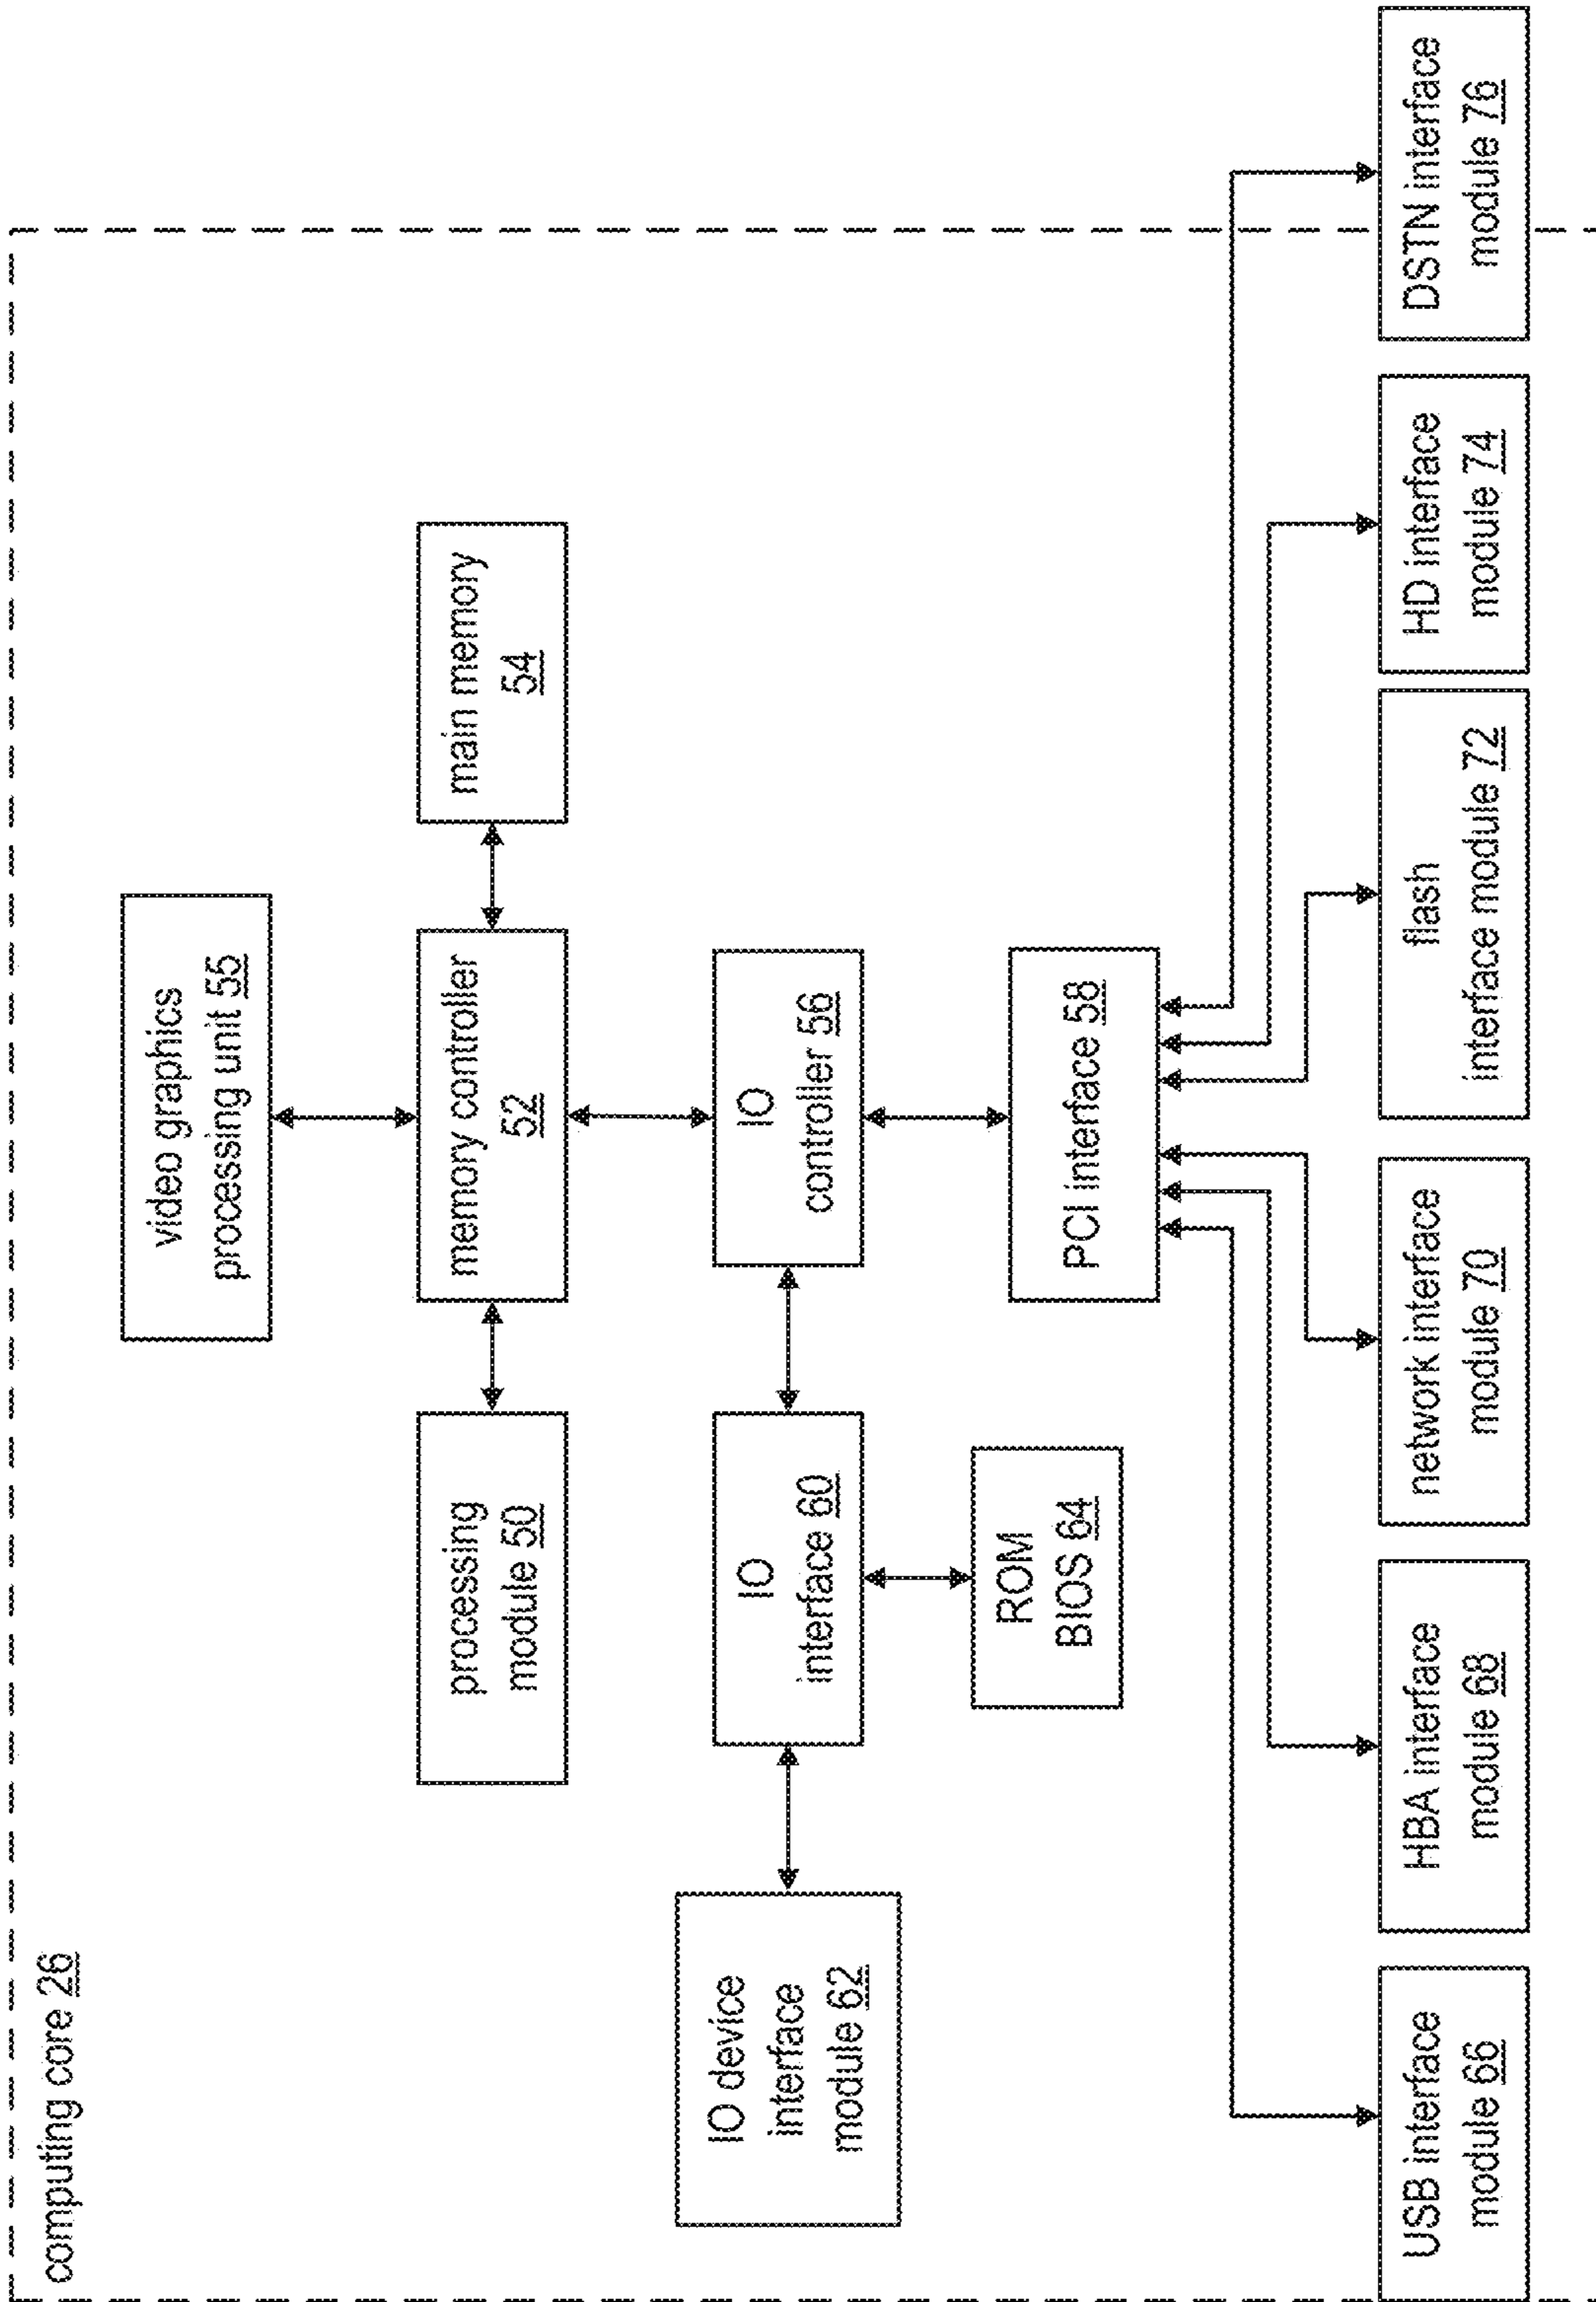 computing core 26
video graphics
processing unit 55
processing
module 50
memory controller
52
main memory
54
IO device
interface
module 62
IO
interface 60
IO
controller 56
ROM
BIOS 64
PCI interface 58
USB interface
module 66
HBA interface
module 68
network interface
module 70
flash
interface module 72
HD interface
module 74
DSTN interface
module 76